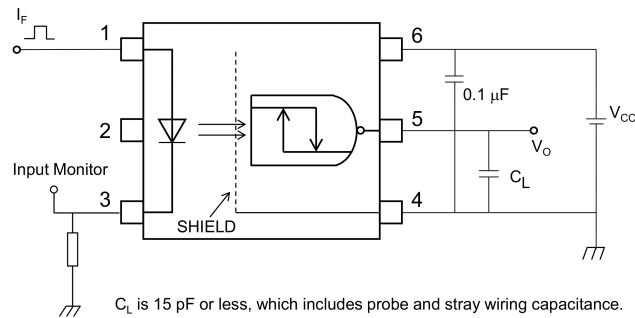 I_F
1
6
0.1 μF
2
5
V_CC
V_O
Input Monitor
C_L
3
4
SHIELD
C_L is 15 pF or less, which includes probe and stray wiring capacitance.